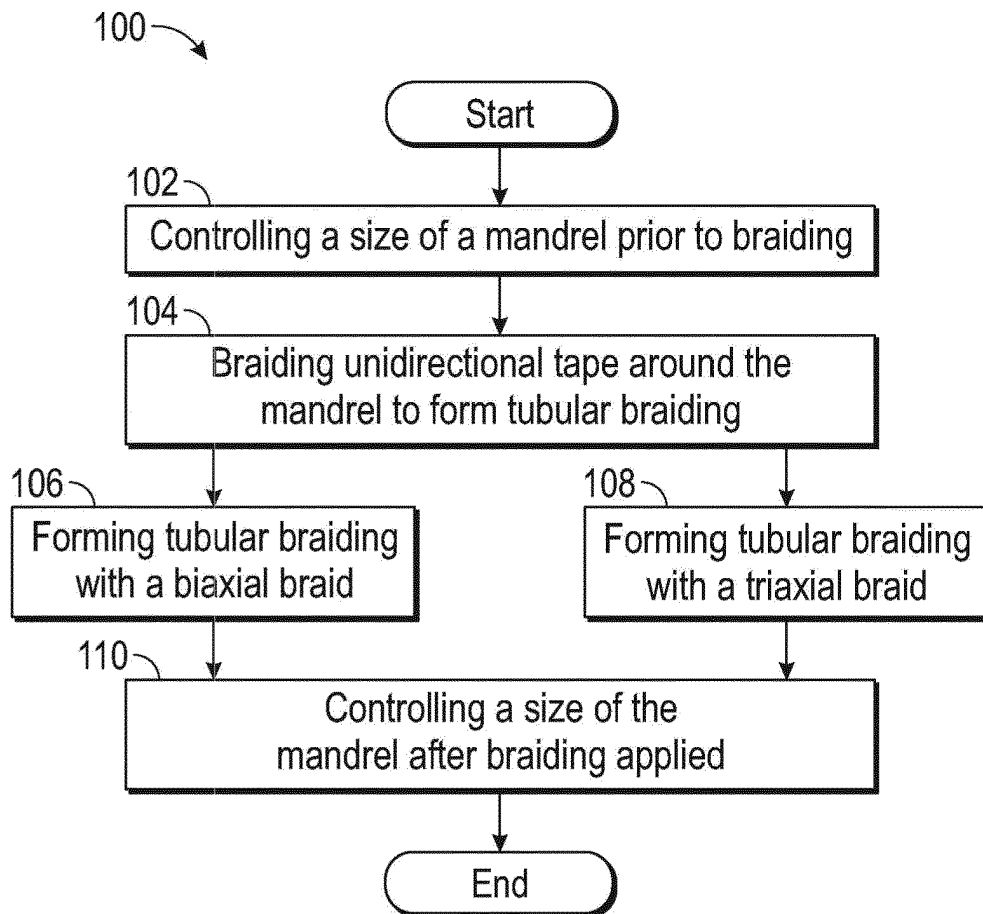 100
Start
102
Controlling a size of a mandrel prior to braiding
104
Braiding unidirectional tape around the
mandrel to form tubular braiding
106
Forming tubular braiding
with a biaxial braid
108
Forming tubular braiding
with a triaxial braid
110
Controlling a size of the
mandrel after braiding applied
End